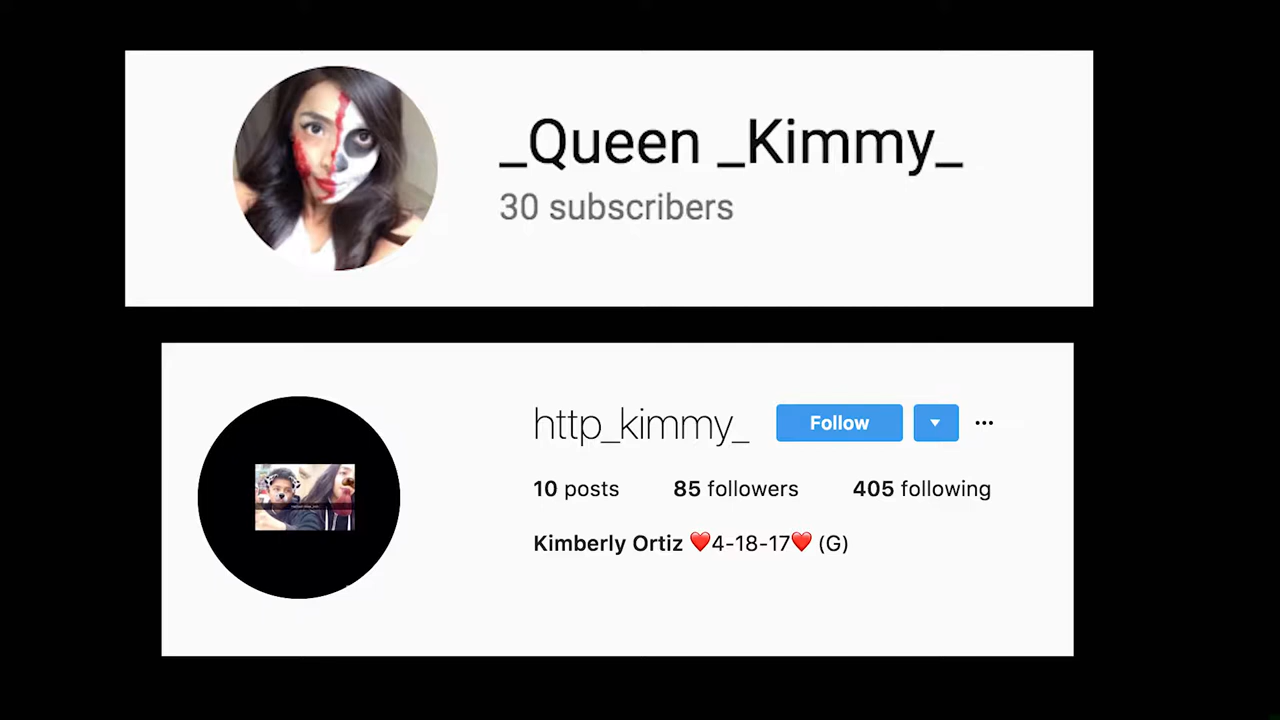 _Queen _Kimmy_
30 subscribers
http_kimmy_ Follow
10 posts 85 followers 405 following
Kimberly Ortiz ❤️4-18-17❤️ (G)